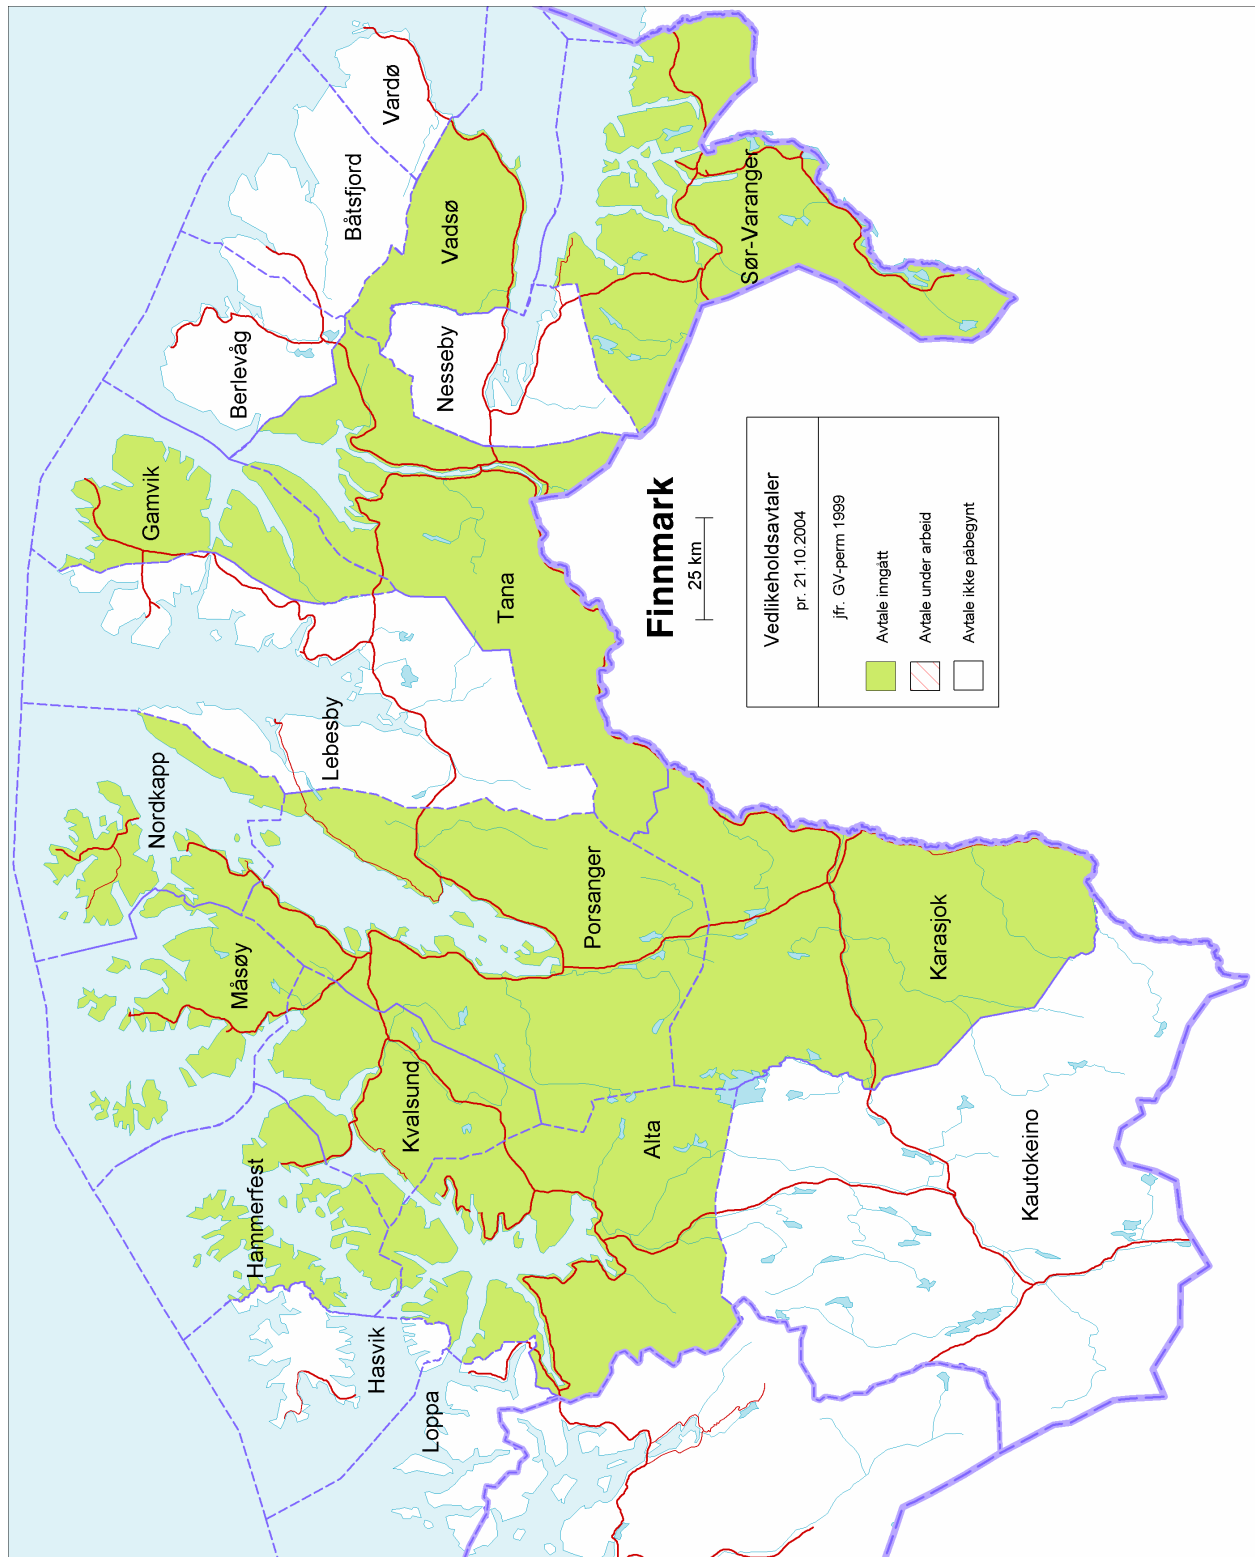 Vardø
Båtsfjord
Vadsø
Sør-Varanger
Berlevåg
Nesseby
Gamvik
Tana
Lebesby
Nordkapp
Porsanger
Måsøy
Karasjok
Kvalsund
Alta
Kautokeino
Hammerfest
Hasvik
Loppa
Finnmark
25 km
Vedlikeholdsavtaler
pr. 21.10.2004
jfr. GV-perm 1999
Avtale inngått
Avtale under arbeid
Avtale ikke påbegynt